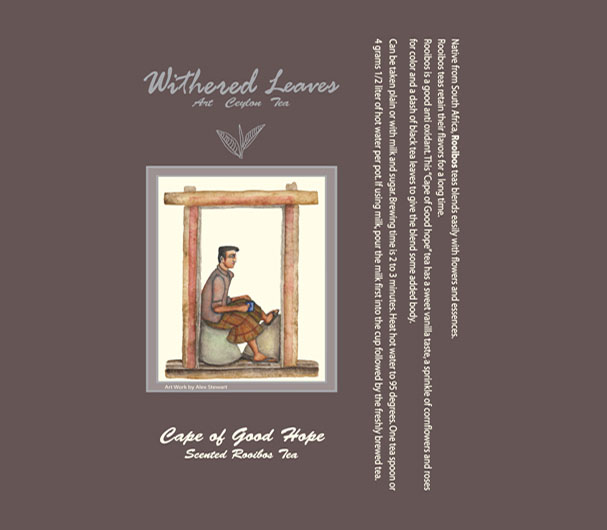 Withered Leaves
Art Ceylon Tea
Art Work by Alex Stewart
Cape of Good Hope
Scented Rooibos Tea
Native from South Africa, Rooibos teas blends easily with flowers and essences.
Rooibos teas retain their flavors for a long time.
Rooibos is a good anti oxidant. This "Cape of Good hope" tea has a sweet vanilla taste, a sprinkle of cornflowers and roses
for color and a dash of black tea leaves to give the blend some added body.
Can be taken plain or with milk and sugar. Brewing time is 2 to 3 minutes. Heat hot water to 95 degrees. One tea spoon or
4 grams 1/2 liter of hot water per pot. If using milk, pour the milk first into the cup followed by the freshly brewed tea.